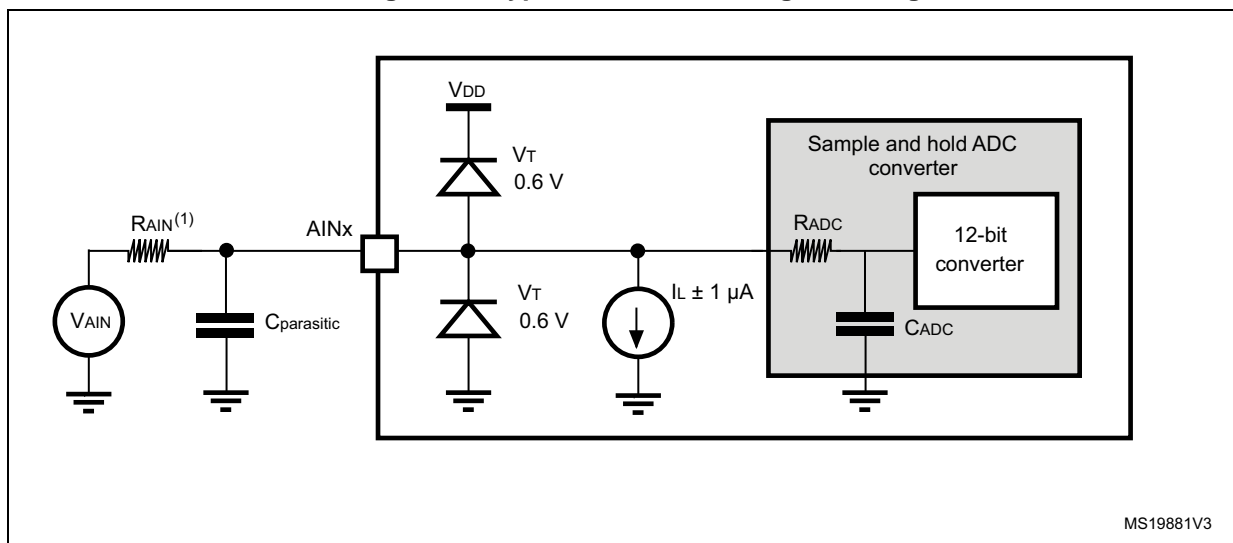 VDD
VT
0.6 V
Sample and hold ADC
converter
RAIN(1)
AINx
RADC
12-bit
converter
VAIN
Cparasitic
VT
0.6 V
IL ± 1 µA
CADC
MS19881V3